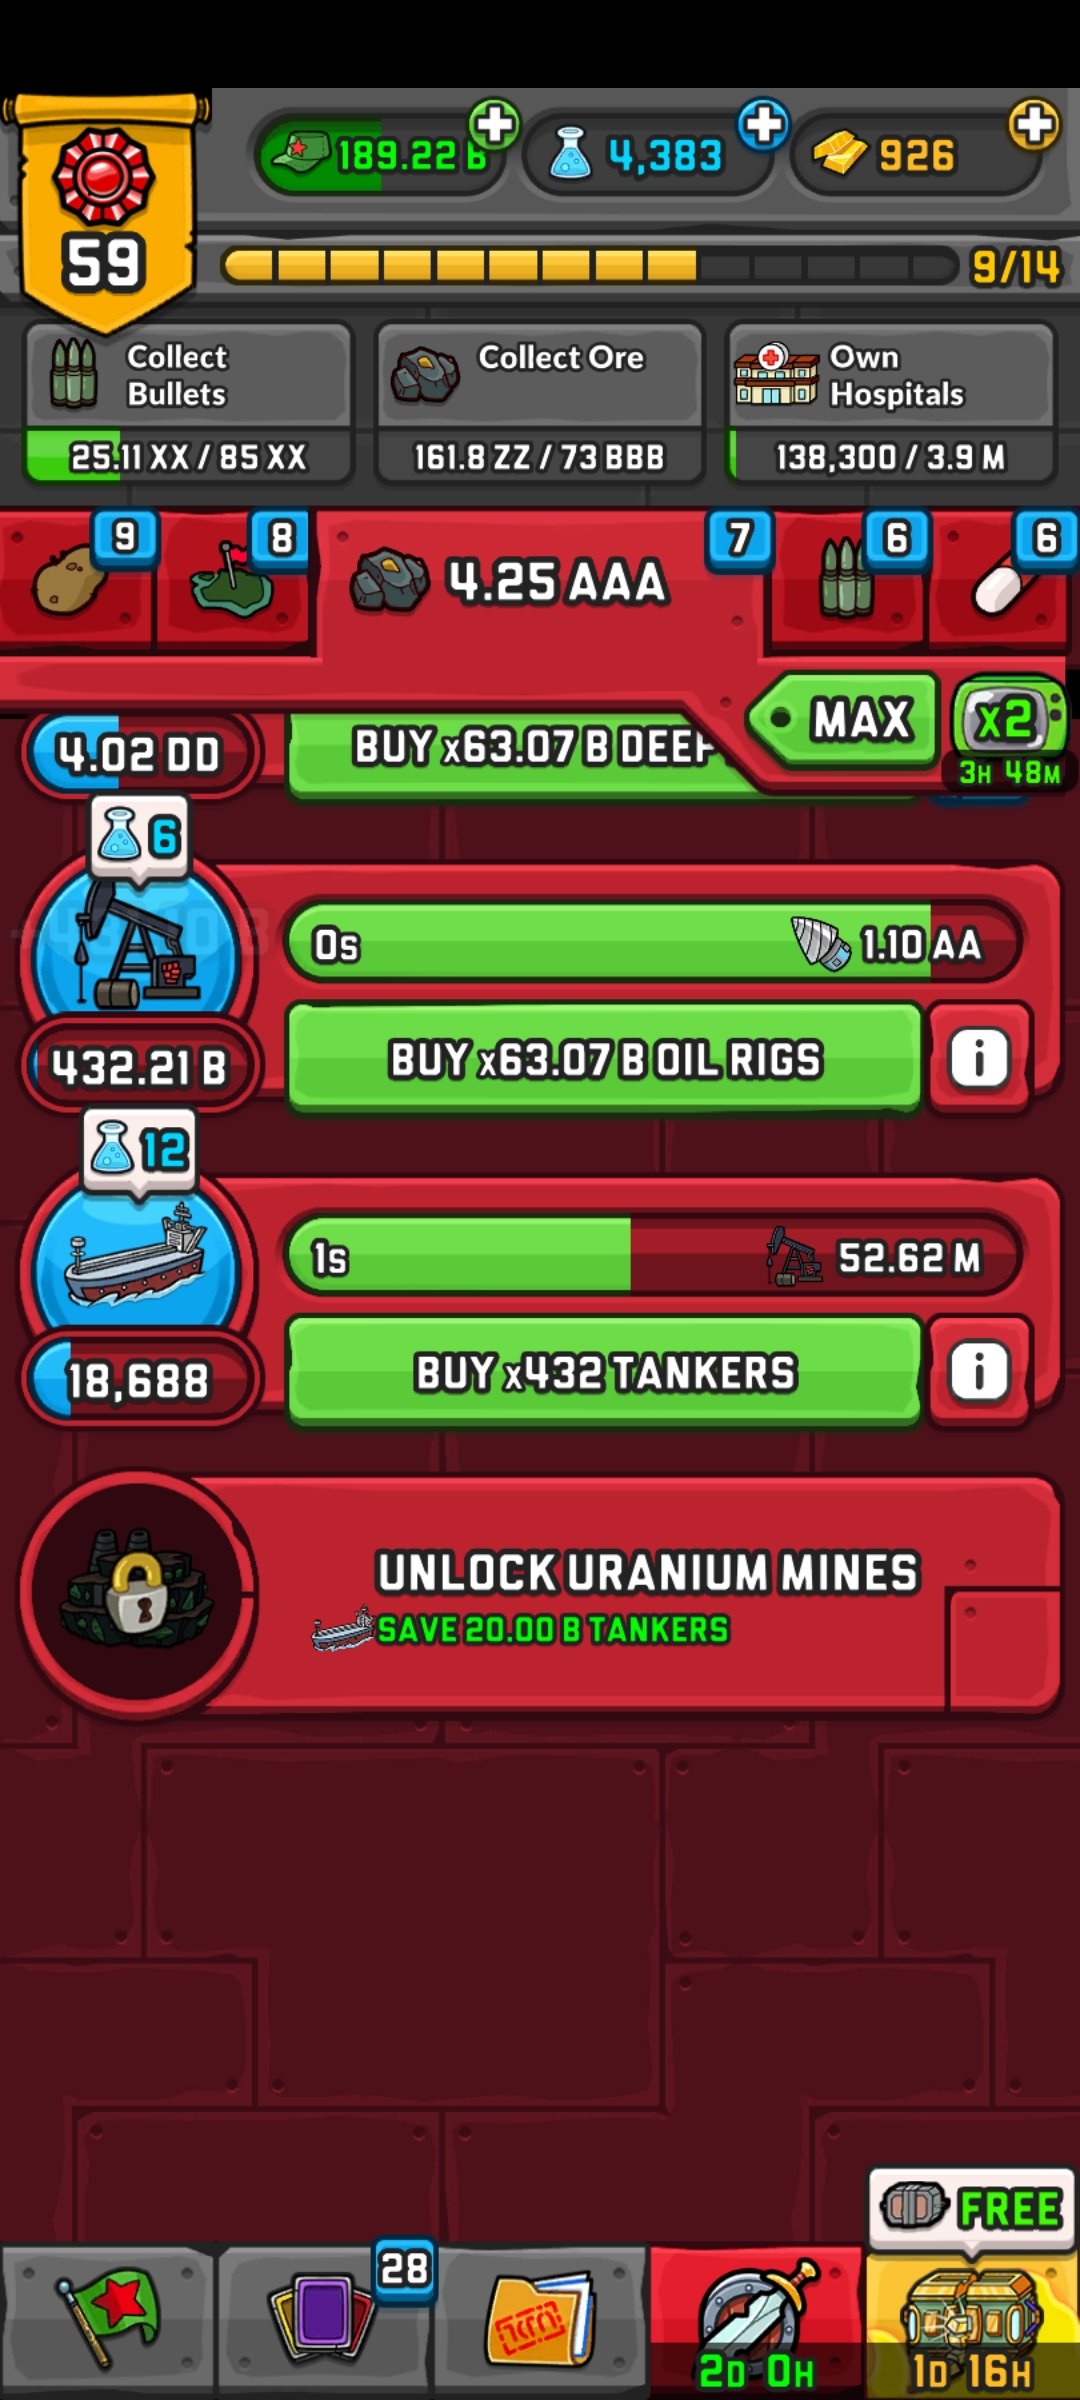 189.22 B
4,383
926
59
9/14
Collect
Bullets
25.11 XX / 85 XX
Collect Ore
161.8 ZZ / 73 BBB
Own
Hospitals
138,300 / 3.9 M
9
8
4.25 AAA
7
6
6
MAX
x2
3H 48M
4.02 DD
BUY x63.07 B DEEP
6
0s
1.10 AA
432.21 B
BUY x63.07 B OIL RIGS
i
12
1s
52.62 M
18,688
BUY x432 TANKERS
i
UNLOCK URANIUM MINES
SAVE 20.00 B TANKERS
FREE
28
2D 0H
1D 16H